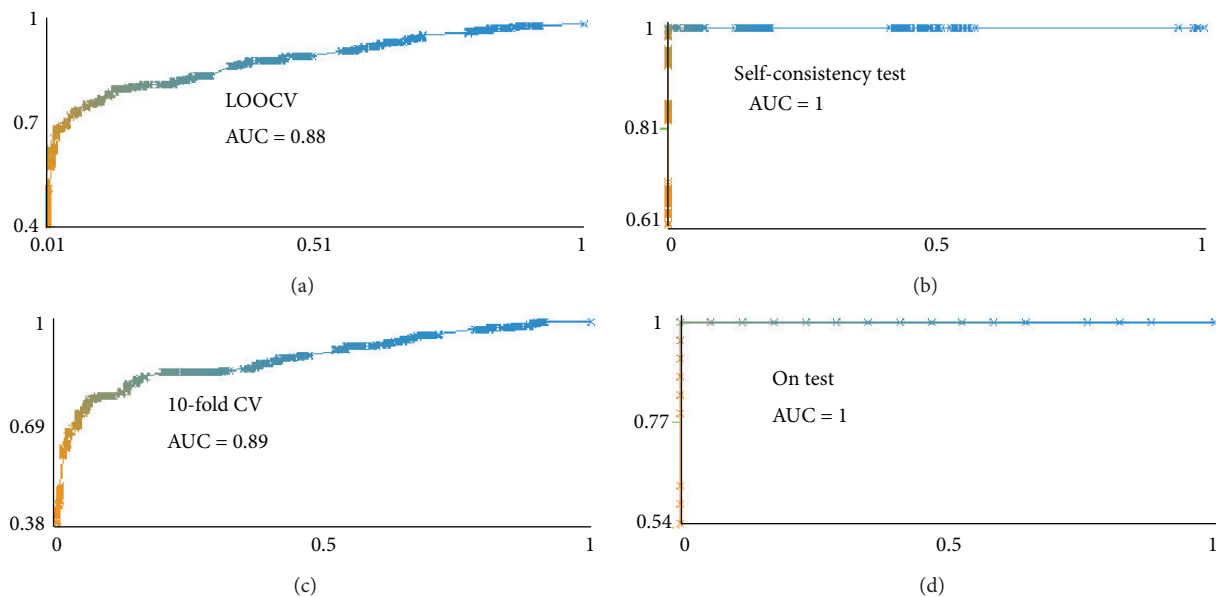 1
0.7
0.4
0.01
0.51
1
LOOCV
AUC = 0.88
(a)
1
0.81
0.61
0
0.5
1
Self-consistency test
AUC = 1
(b)
1
0.69
0.38
0
0.5
1
10-fold CV
AUC = 0.89
(c)
1
0.77
0.54
0
0.5
1
On test
AUC = 1
(d)